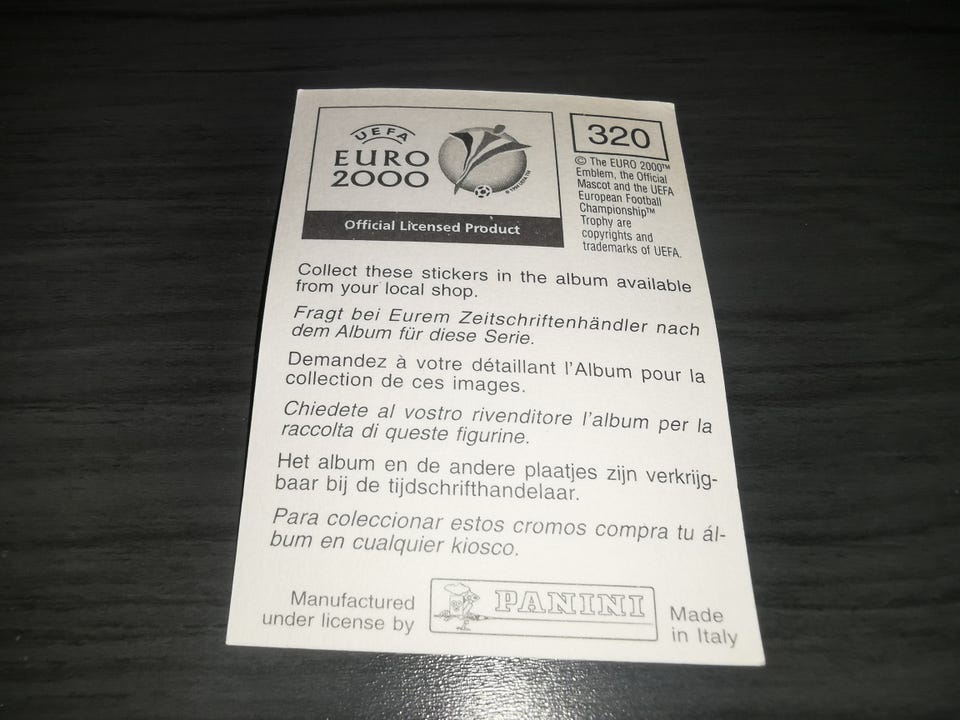 UEFA
EURO
2000
© 1998 UEFA TM
Official Licensed Product
320
© The EURO 2000™
Emblem, the Official
Mascot and the UEFA
European Football
Championship™
Trophy are
copyrights and
trademarks of UEFA.
Collect these stickers in the album available
from your local shop.
Fragt bei Eurem Zeitschriftenhändler nach
dem Album für diese Serie.
Demandez à votre détaillant l'Album pour la
collection de ces images.
Chiedete al vostro rivenditore l'album per la
raccolta di queste figurine.
Het album en de andere plaatjes zijn verkrijg-
baar bij de tijdschrifthandelaar.
Para coleccionar estos cromos compra tu ál-
bum en cualquier kiosco.
Manufactured
under license by
PANINI
Made
in Italy